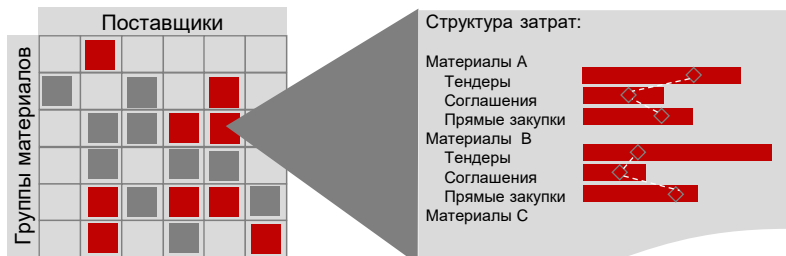 Поставщики
Группы материалов
Структура затрат:
Материалы А
Тендеры
Соглашения
Прямые закупки
Материалы В
Тендеры
Соглашения
Прямые закупки
Материалы С